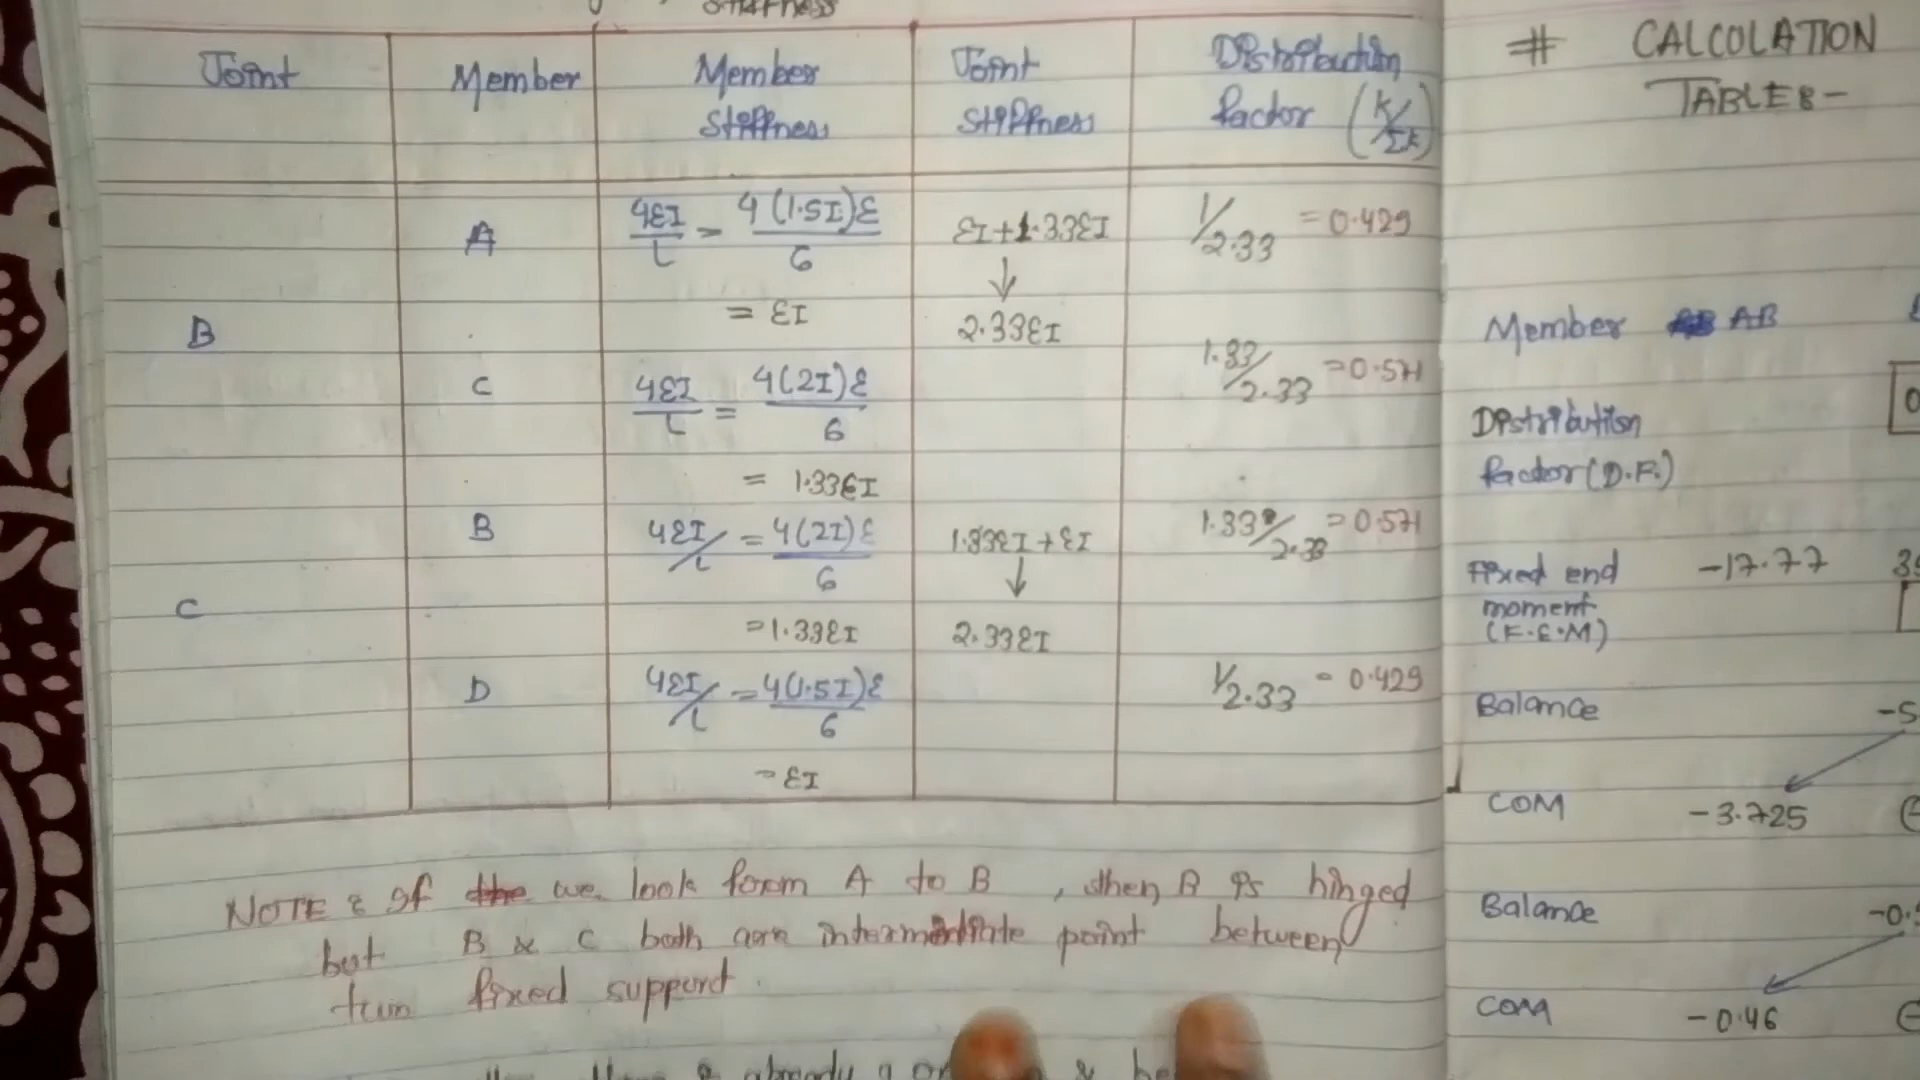 Stiffness
Joint Member Member Stiffness Joint Stiffness Distribution factor (K/ΣK)
B
A 4EI/L = 4(1.5I)E/6 EI+1.33EI 1/2.33 = 0.429
↓
= EI 2.33EI
C 4EI/L = 4(2I)E/6 1.33/2.33 = 0.571
= 1.33EI
C
B 4EI/L = 4(2I)E/6 1.33EI+EI 1.33/2.33 = 0.571
↓
= 1.33EI 2.33EI
D 4EI/L = 4(1.5I)E 1/2.33 = 0.429
6
= EI
NOTE : If we look form A to B , then B is hinged
but B & C both are intermidiate point between
two fixed support.
# CALCOLATION
TABLE :-
Member AB
Distribution
factor (D.F.)
Fixed end -17.77
moment
(F.E.M)
Balance
COM -3.725
Balance
COM -0.46